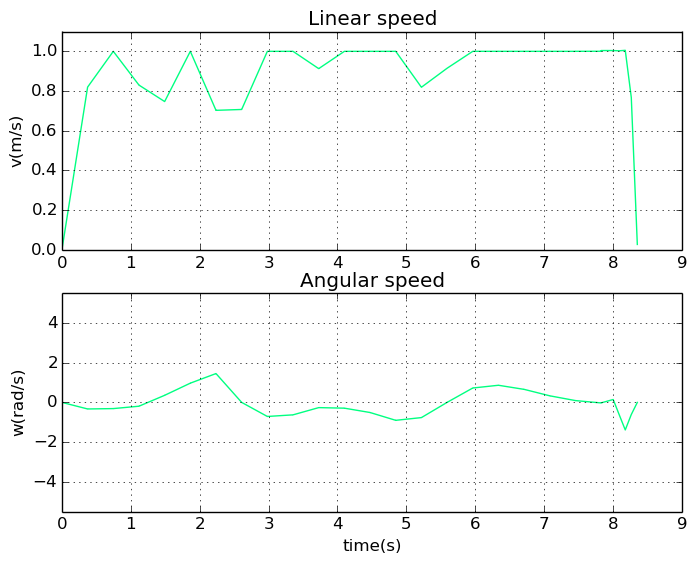 Linear speed
v(m/s)
1.0
0.8
0.6
0.4
0.2
0.0
0 1 2 3 4 5 6 7 8 9
Angular speed
w(rad/s)
4
2
0
−2
−4
0 1 2 3 4 5 6 7 8 9
time(s)